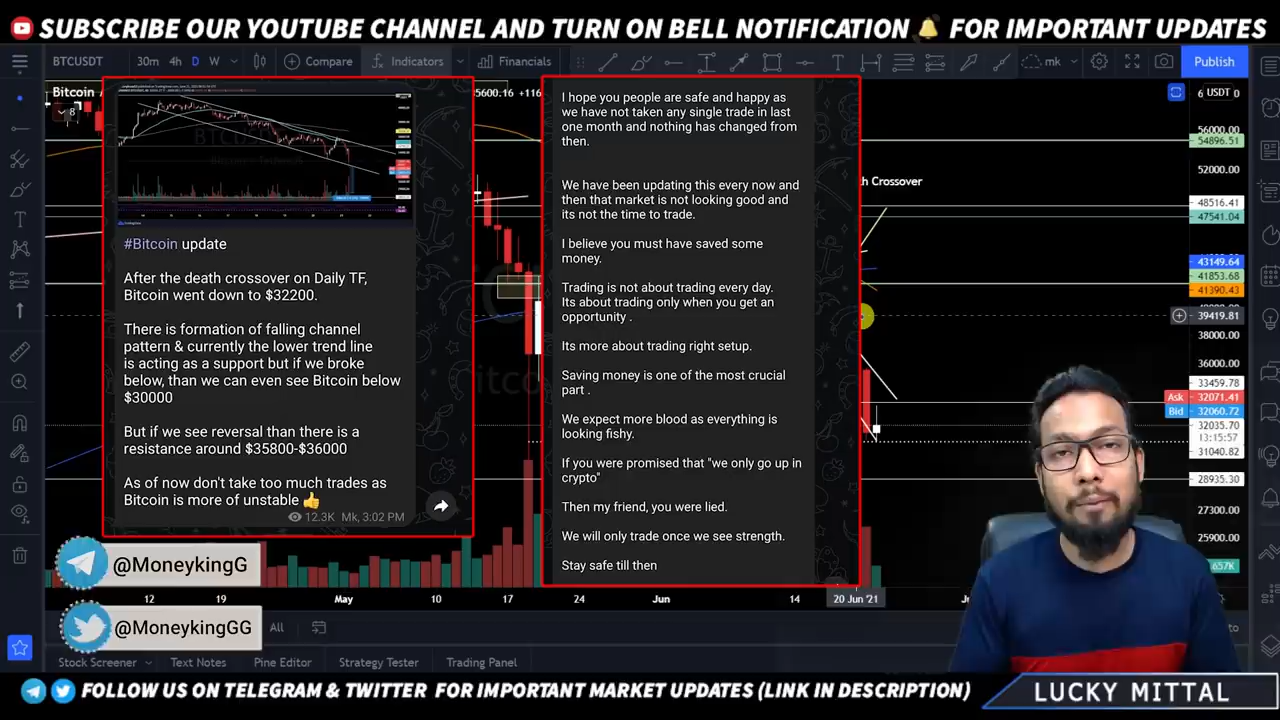 SUBSCRIBE OUR YOUTUBE CHANNEL AND TURN ON BELL NOTIFICATION 🔔 FOR IMPORTANT UPDATES
BTCUSDT 30m 4h D W Compare Indicators Financials mk Publish
Bitcoin
8
35600.16 +116
USDT
56000.00
54896.51
52000.00
h Crossover
48516.41
47541.04
43149.64
41853.68
41390.43
39419.81
38000.00
36000.00
33459.78
Ask 32071.41
Bid 32060.72
32035.70
13:15:57
31040.82
28935.30
27300.00
25900.00
657K
#Bitcoin update
After the death crossover on Daily TF,
Bitcoin went down to $32200.
There is formation of falling channel
pattern & currently the lower trend line
is acting as a support but if we broke
below, than we can even see Bitcoin below
$30000
But if we see reversal than there is a
resistance around $35800-$36000
As of now don't take too much trades as
Bitcoin is more of unstable 👍
12.3K Mk, 3:02 PM
I hope you people are safe and happy as
we have not taken any single trade in last
one month and nothing has changed from
then.
We have been updating this every now and
then that market is not looking good and
its not the time to trade.
I believe you must have saved some
money.
Trading is not about trading every day.
Its about trading only when you get an
opportunity .
Its more about trading right setup.
Saving money is one of the most crucial
part .
We expect more blood as everything is
looking fishy.
If you were promised that "we only go up in
crypto"
Then my friend, you were lied.
We will only trade once we see strength.
Stay safe till then
@MoneykingG
12 19 May 10 17 24 Jun 14 20 Jun '21
@MoneykingGG
All
Stock Screener Text Notes Pine Editor Strategy Tester Trading Panel
FOLLOW US ON TELEGRAM & TWITTER FOR IMPORTANT MARKET UPDATES (LINK IN DESCRIPTION)
LUCKY MITTAL